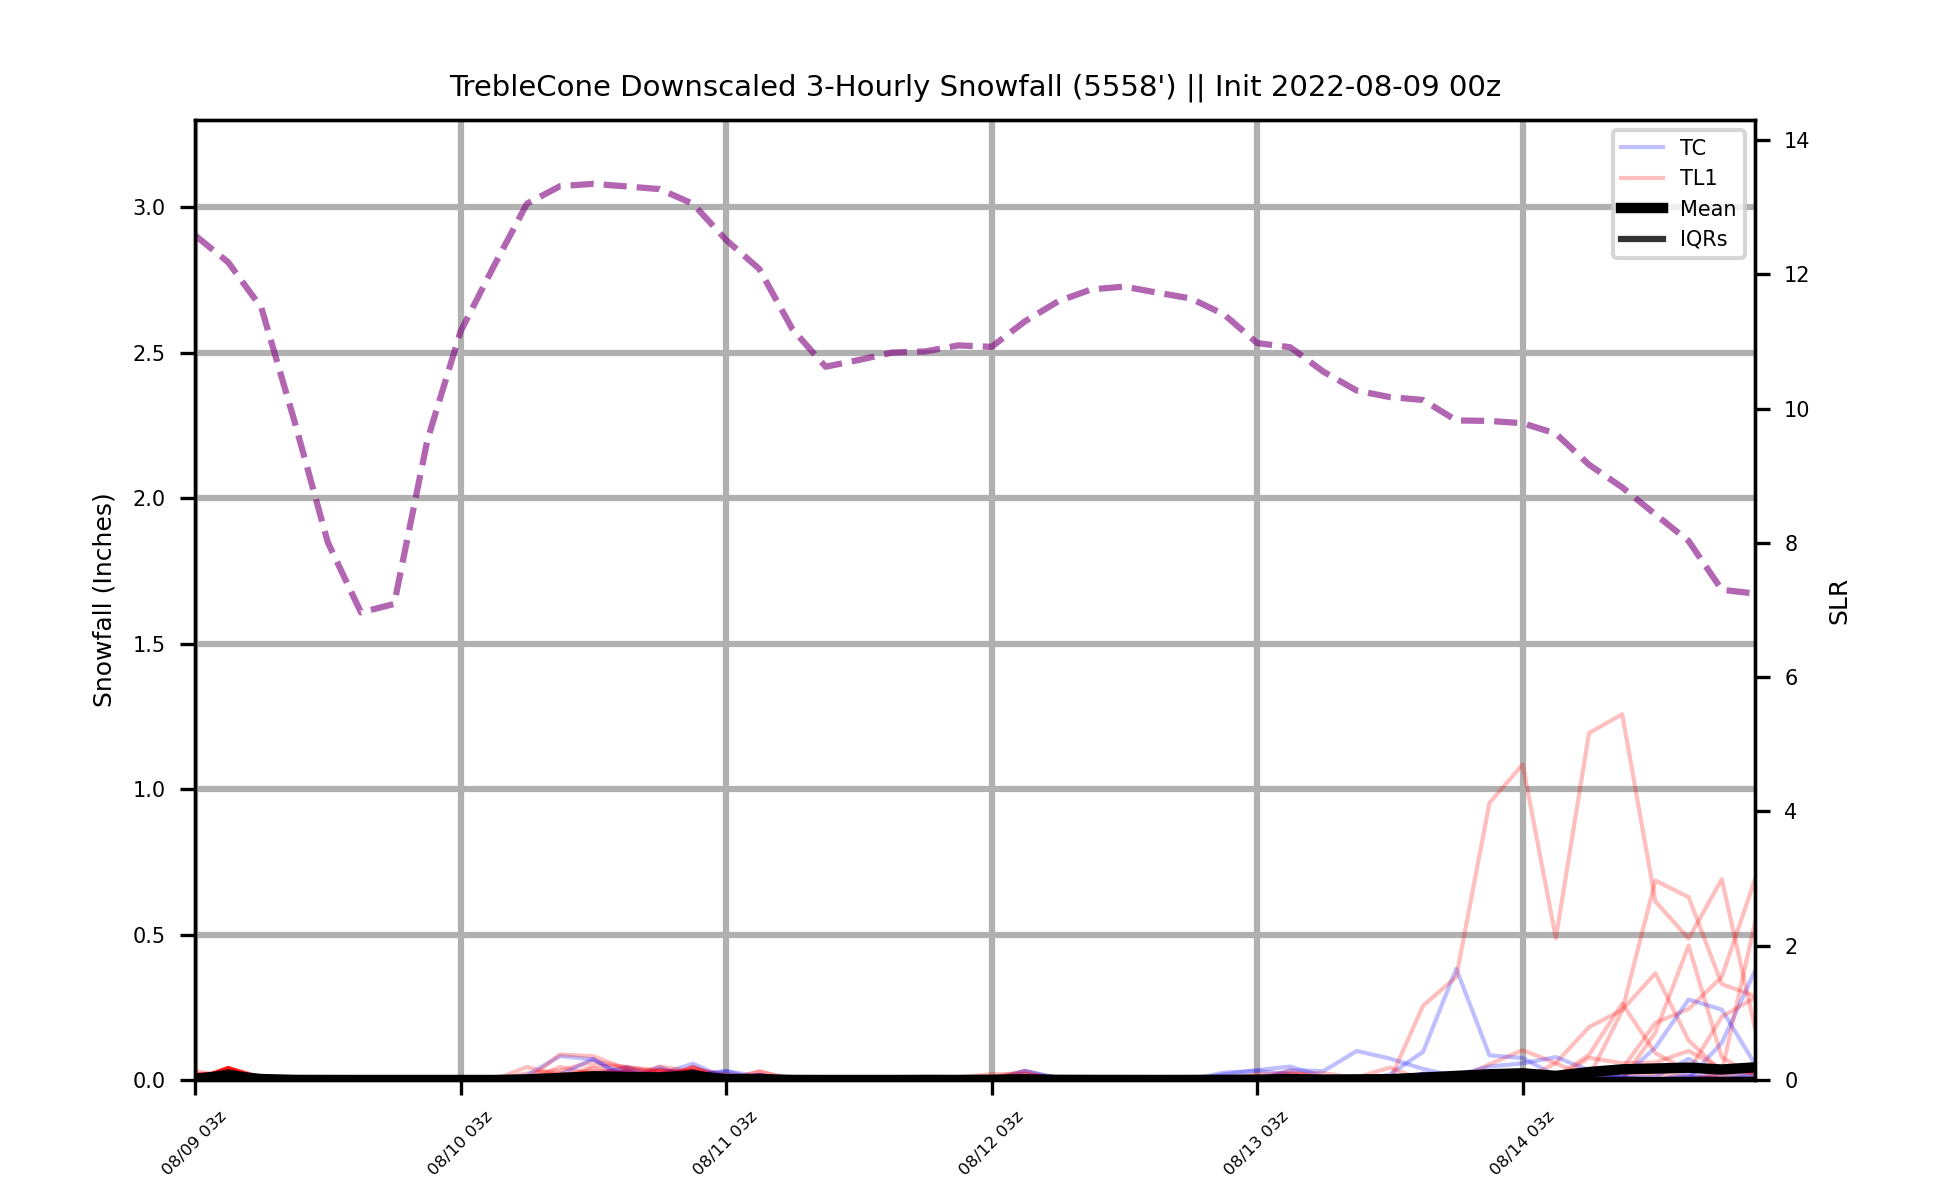 TrebleCone Downscaled 3-Hourly Snowfall (5558') || Init 2022-08-09 00z
TC
TL1
Mean
IQRs
Snowfall (Inches)
3.0
2.5
2.0
1.5
1.0
0.5
0.0
14
12
10
8
6
4
2
0
SLR
08/09 03z
08/10 03z
08/11 03z
08/12 03z
08/13 03z
08/14 03z